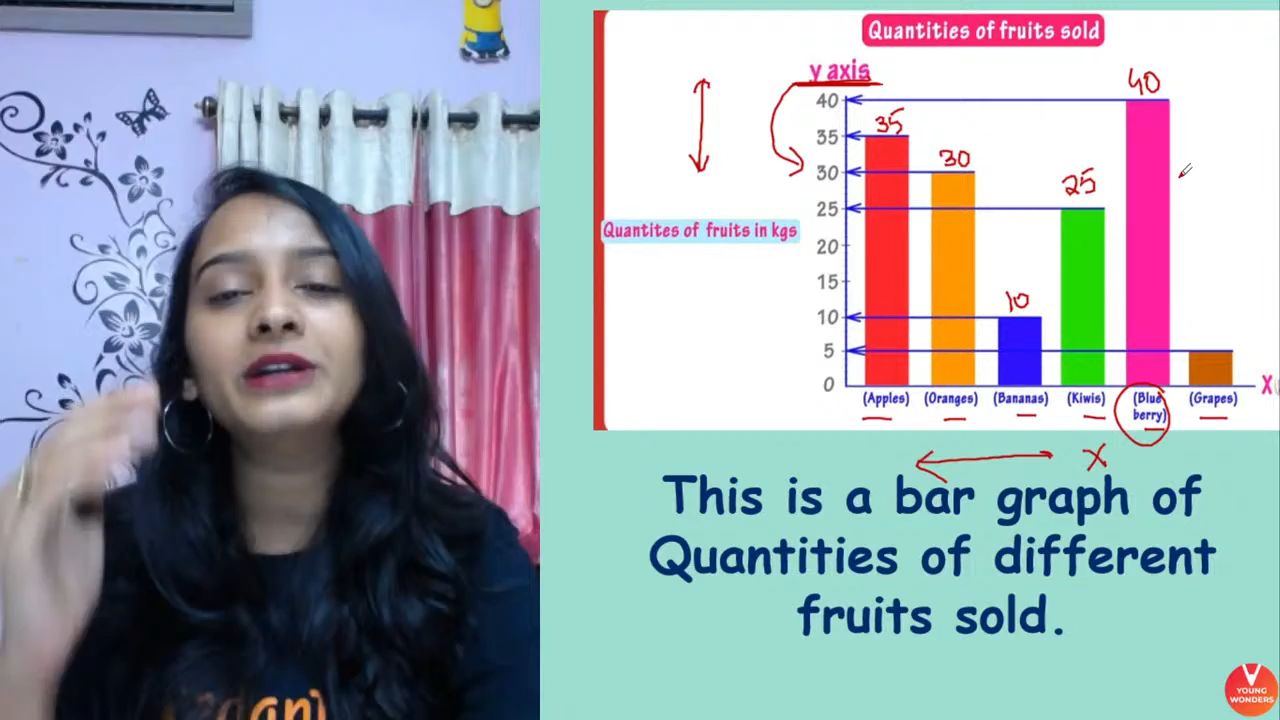 Quantities of fruits sold
y axis
40
40
35
35
30
30
25
25
Quantites of fruits in kgs
20
15
10
10
5
0
X
(Apples) (Oranges) (Bananas) (Kiwis) (Blue berry) (Grapes)
X
This is a bar graph of
Quantities of different
fruits sold.
V
YOUNG
WONDERS